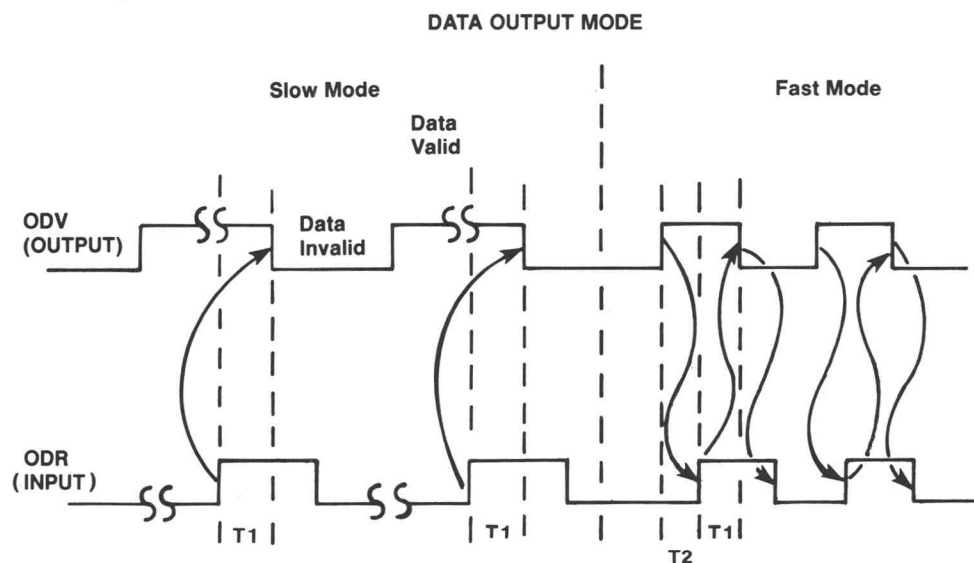 DATA OUTPUT MODE
Slow Mode
Fast Mode
Data
Valid
ODV
(OUTPUT)
Data
Invalid
ODR
(INPUT)
T1
T1
T1
T2